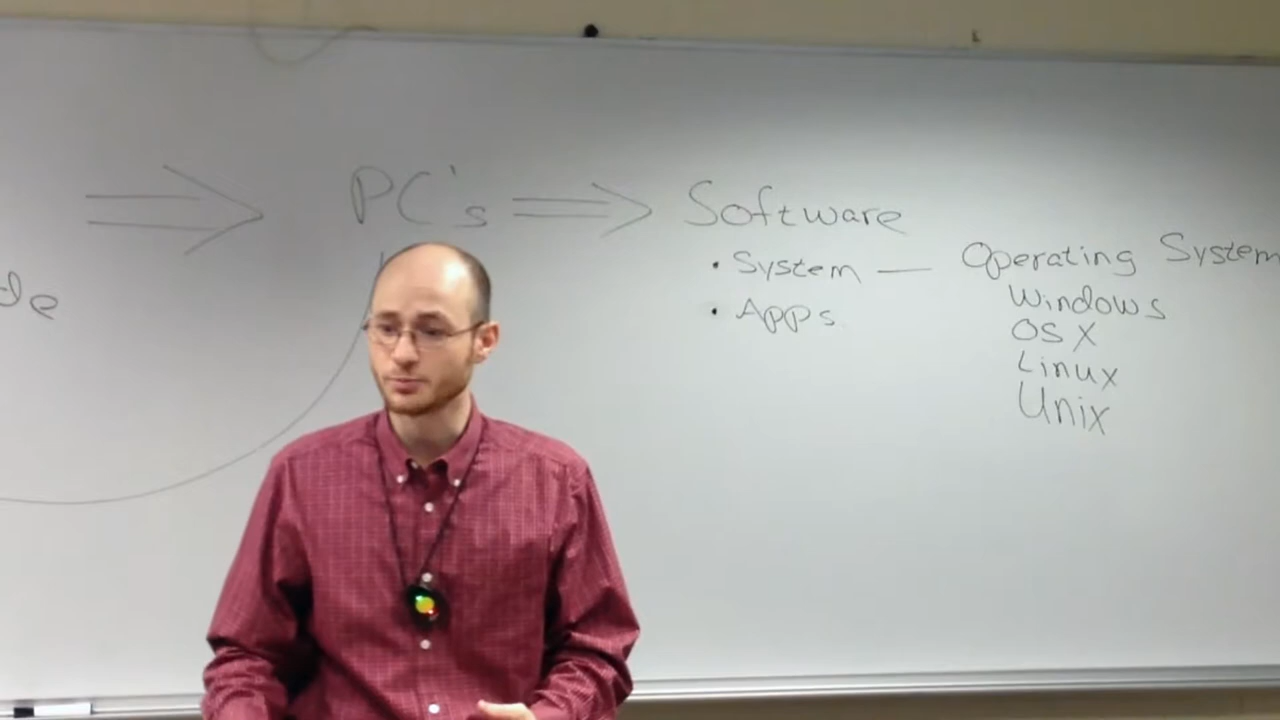 PC's ⇒ Software
• System — Operating System
• Apps
Windows
OS X
Linux
Unix